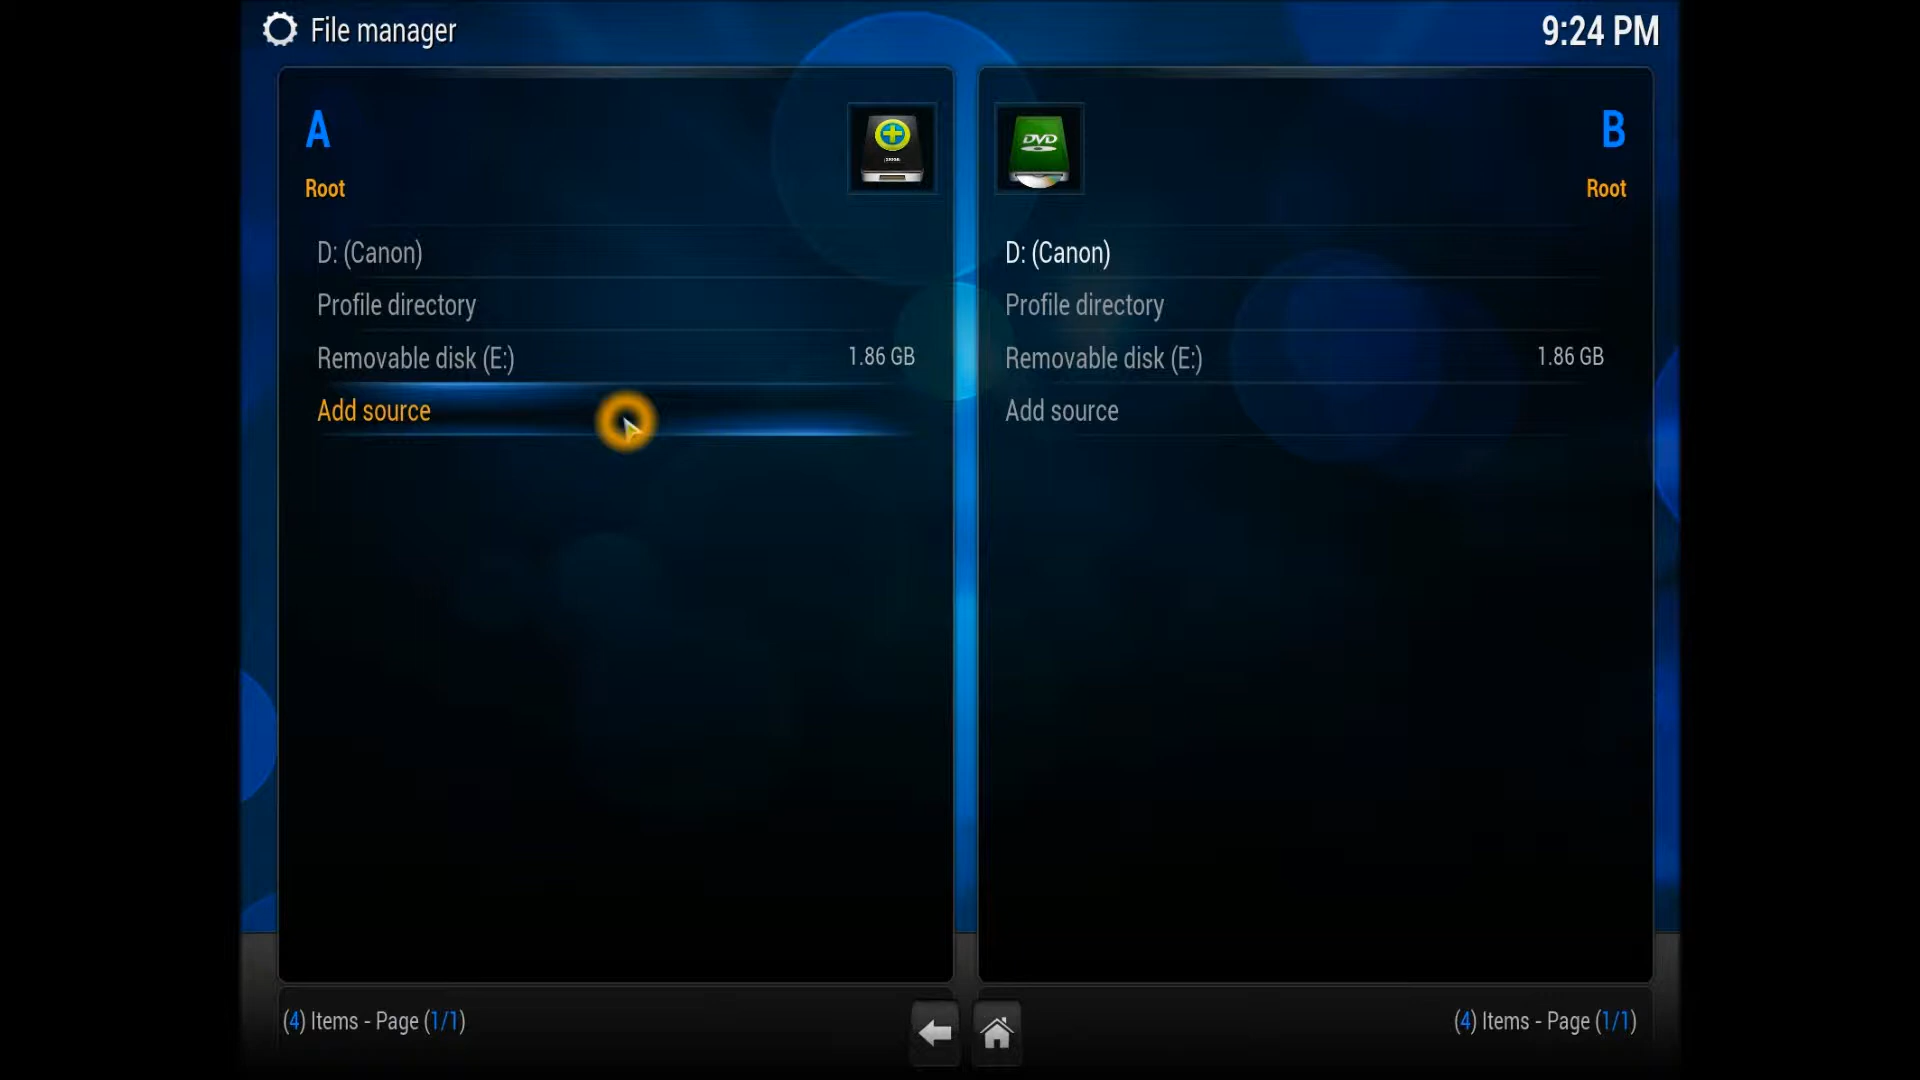 File manager
9:24 PM
A
Root
D: (Canon)
Profile directory
Removable disk (E:) 1.86 GB
Add source
(4) Items - Page (1/1)
DVD
B
Root
D: (Canon)
Profile directory
Removable disk (E:) 1.86 GB
Add source
(4) Items - Page (1/1)